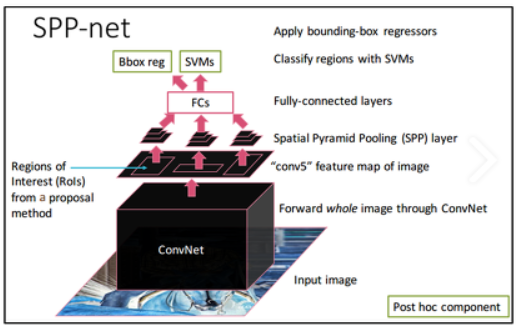 SPP-net
Apply bounding-box regressors
Bbox reg
SVMs
Classify regions with SVMs
FCs
Fully-connected layers
Spatial Pyramid Pooling (SPP) layer
Regions of
Interest (RoIs)
from a proposal
method
"conv5" feature map of image
Forward whole image through ConvNet
ConvNet
Input image
Post hoc component